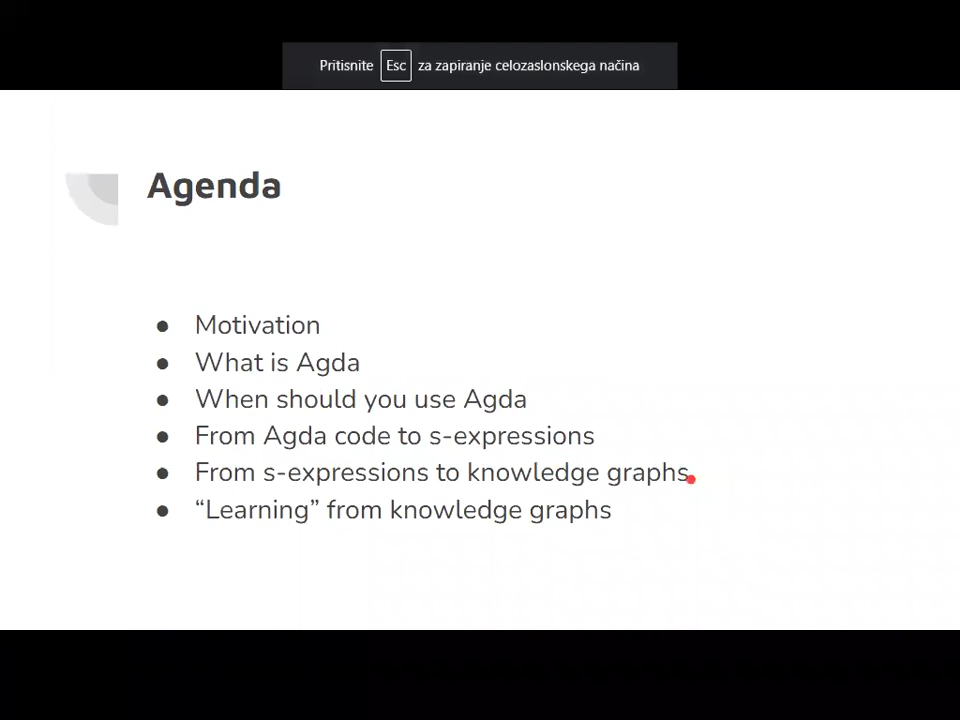 Pritisnite Esc za zapiranje celozaslonskega načina
Agenda
● Motivation
● What is Agda
● When should you use Agda
● From Agda code to s-expressions
● From s-expressions to knowledge graphs
● “Learning” from knowledge graphs